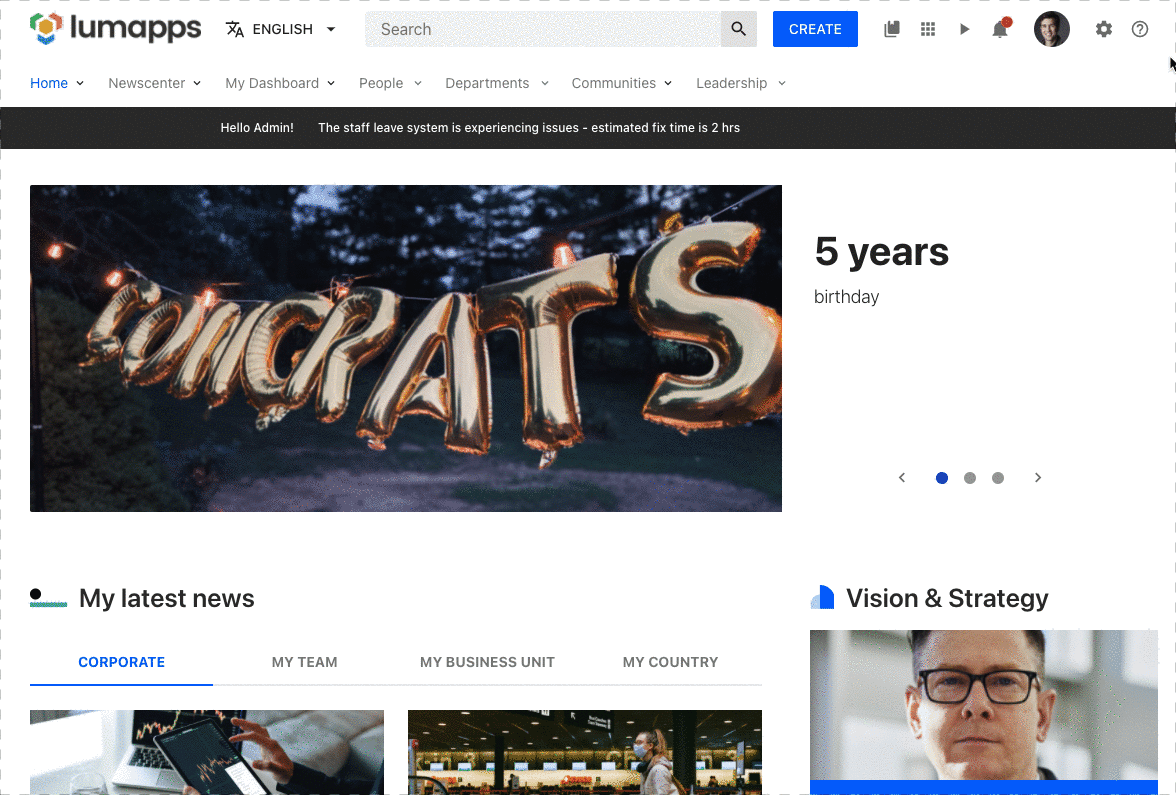 lumapps ENGLISH Search CREATE
Home Newscenter My Dashboard People Departments Communities Leadership
Hello Admin! The staff leave system is experiencing issues - estimated fix time is 2 hrs
CONGRATS
5 years
birthday
My latest news
CORPORATE MY TEAM MY BUSINESS UNIT MY COUNTRY
Vision & Strategy